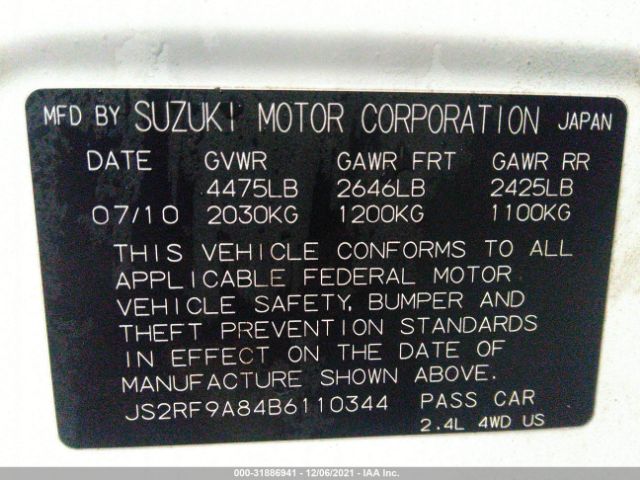 MFD BY SUZUKI MOTOR CORPORATION JAPAN
DATE GVWR GAWR FRT GAWR RR
4475LB 2646LB 2425LB
07/10 2030KG 1200KG 1100KG
THIS VEHICLE CONFORMS TO ALL
APPLICABLE FEDERAL MOTOR
VEHICLE SAFETY, BUMPER AND
THEFT PREVENTION STANDARDS
IN EFFECT ON THE DATE OF
MANUFACTURE SHOWN ABOVE.
JS2RF9A84B6110344 PASS CAR
2.4L 4WD US
000-31886941 - 12/06/2021 - IAA Inc.